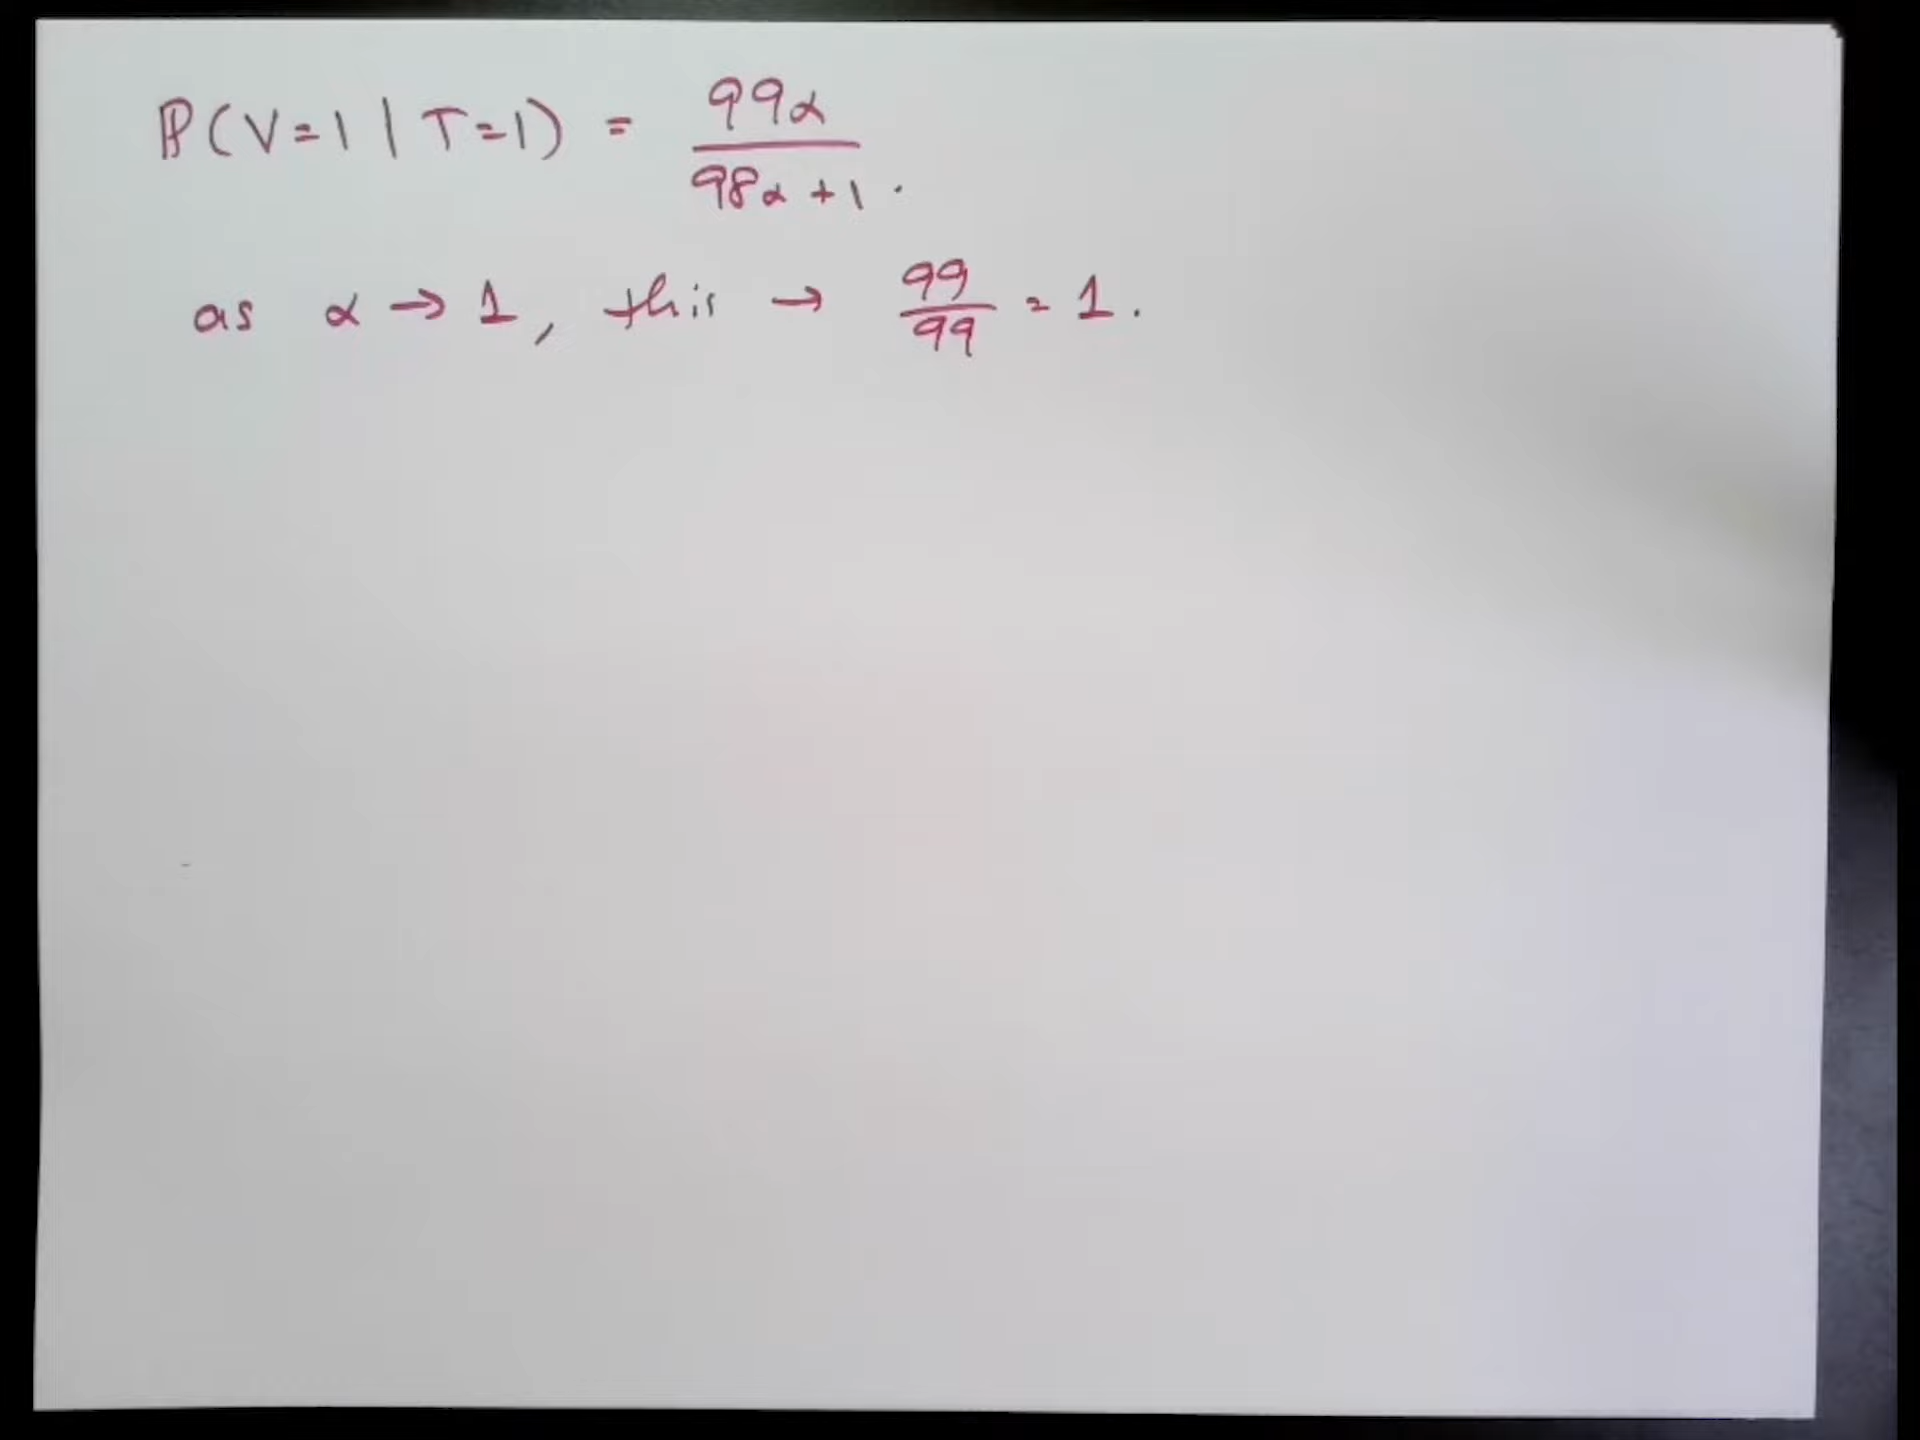 ℙ(V=1 | T=1) = 99α / 98α + 1 .
as α → 1, this → 99/99 = 1.